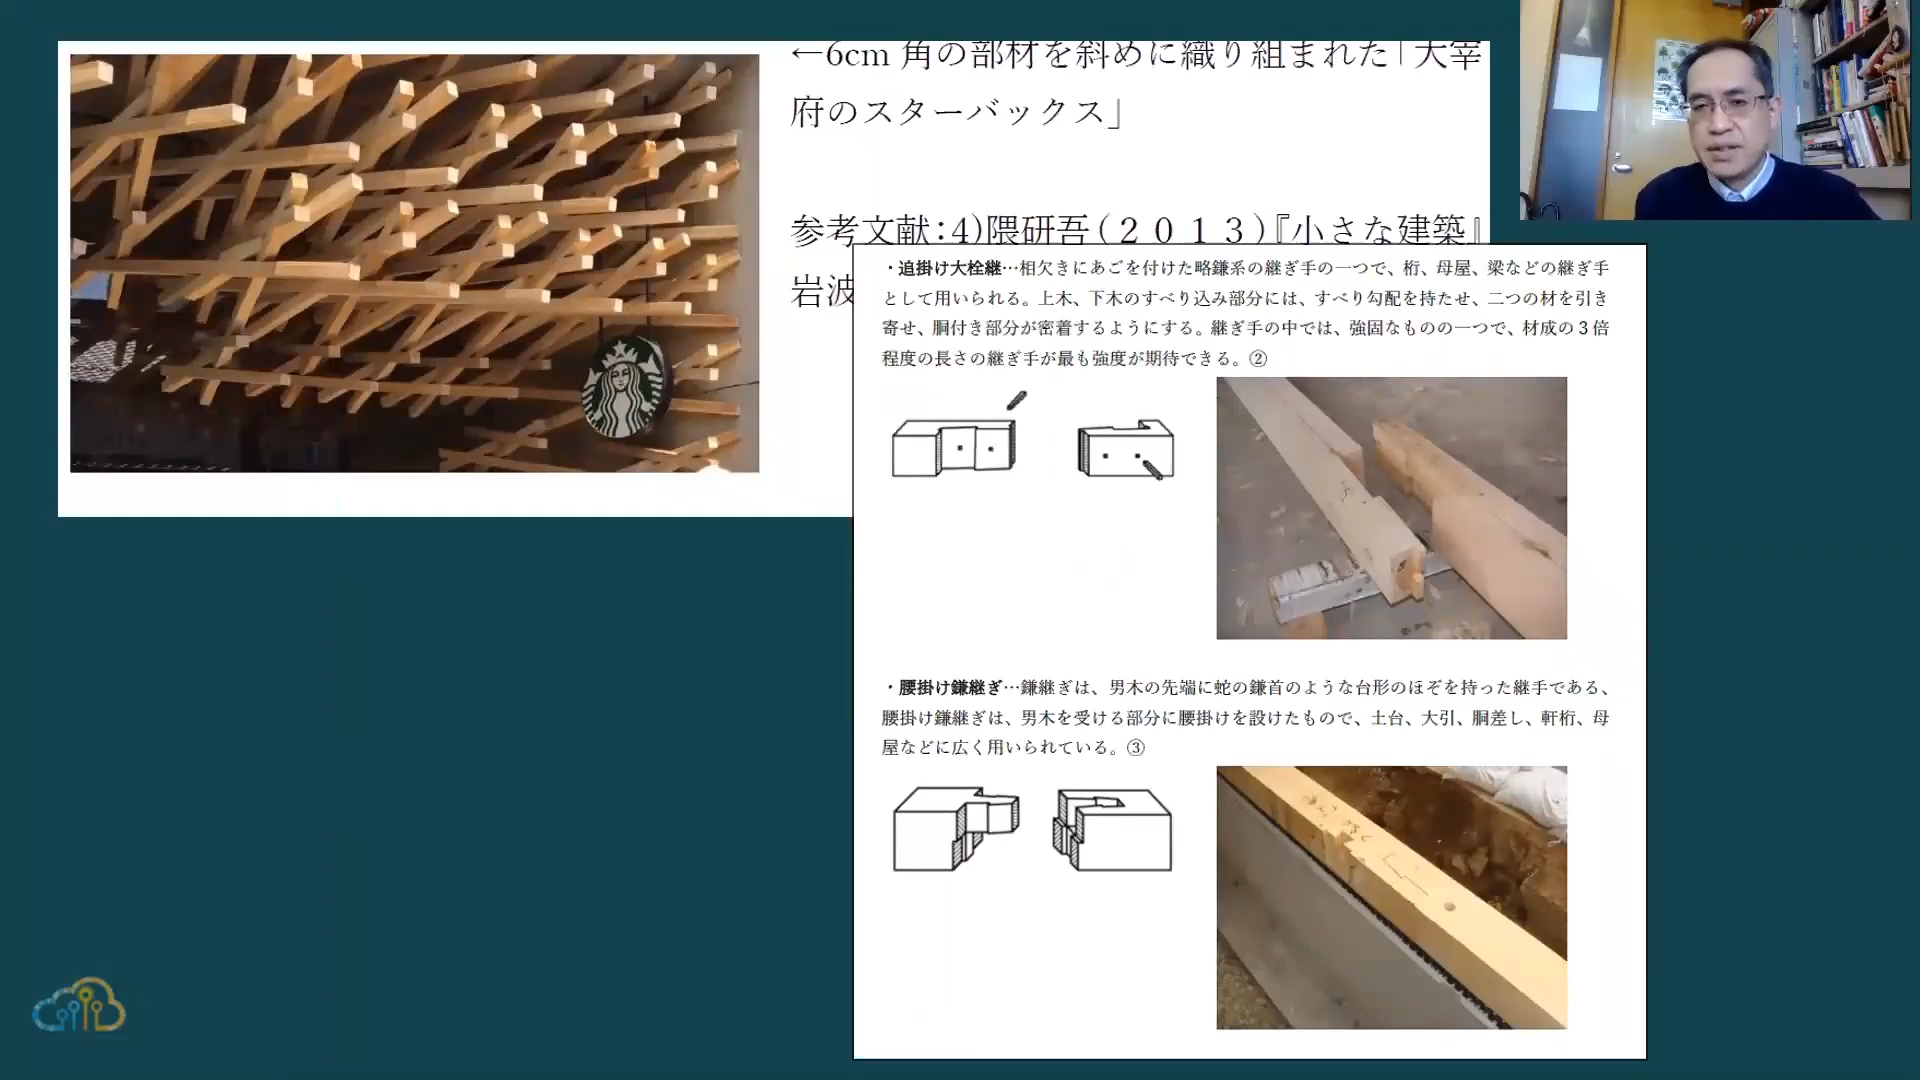 ←6cm 角の部材を斜めに織り組まれた「大宰
府のスターバックス」
参考文献：4)隈研吾（２０１３）『小さな建築』
岩波
・追掛け大栓継…相欠きにあごを付けた略鎌系の継ぎ手の一つで、桁、母屋、梁などの継ぎ手
として用いられる。上木、下木のすべり込み部分には、すべり勾配を持たせ、二つの材を引き
寄せ、胴付き部分が密着するようにする。継ぎ手の中では、強固なものの一つで、材成の３倍
程度の長さの継ぎ手が最も強度が期待できる。②
・腰掛け鎌継ぎ…鎌継ぎは、男木の先端に蛇の鎌首のような台形のほぞを持った継手である、
腰掛け鎌継ぎは、男木を受ける部分に腰掛けを設けたもので、土台、大引、胴差し、軒桁、母
屋などに広く用いられている。③